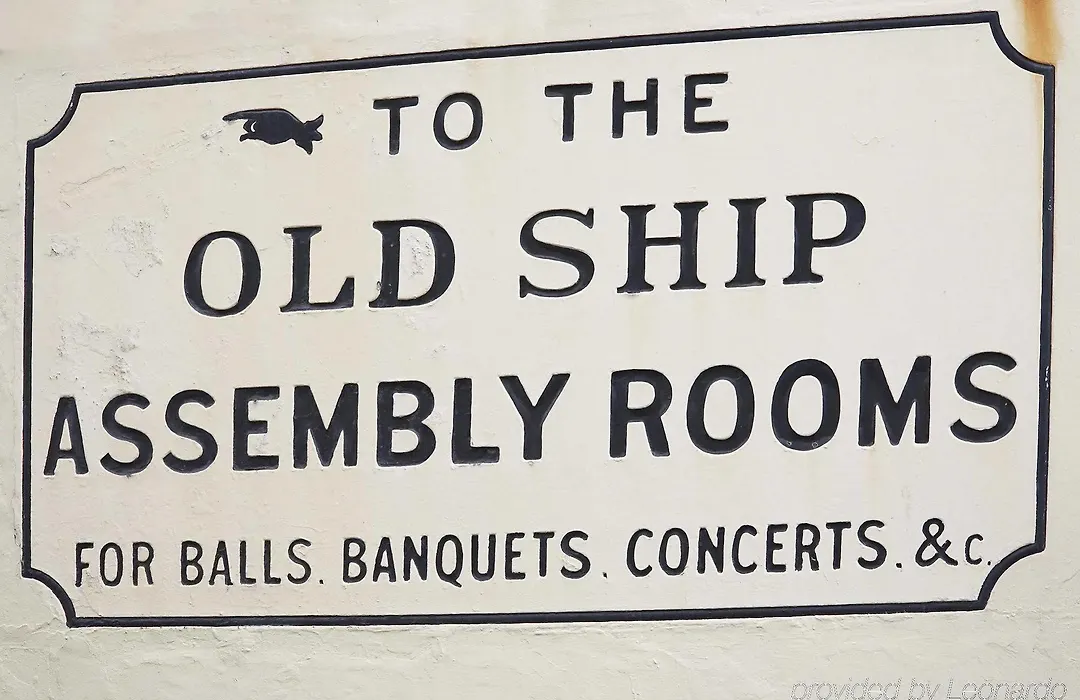 TO THE
OLD SHIP
ASSEMBLY ROOMS
FOR BALLS. BANQUETS. CONCERTS. &c.
provided by Leonardo